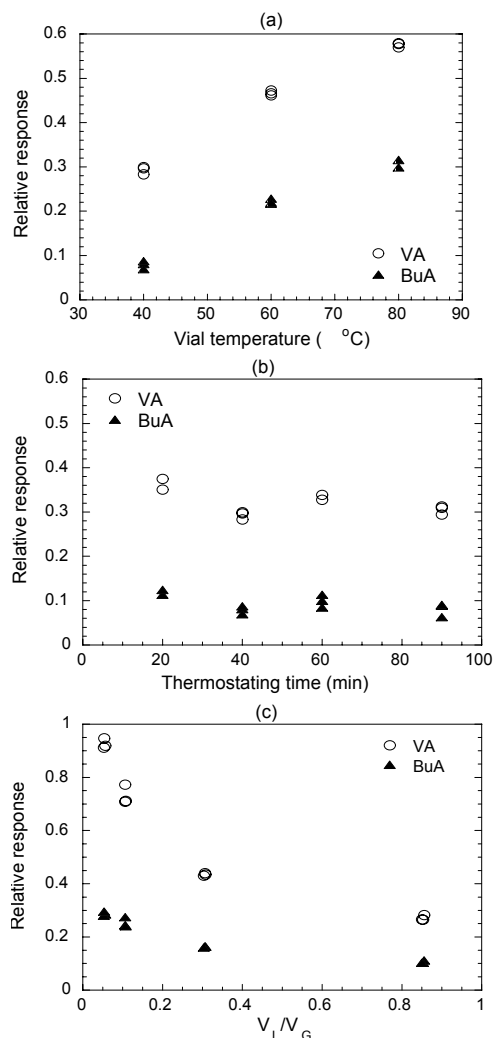 (a)
0.6
0.5
0.4
0.3
0.2
0.1
0
Relative response
VA
BuA
30 40 50 60 70 80 90
Vial temperature ( °C)
(b)
0.6
0.5
0.4
0.3
0.2
0.1
0
Relative response
VA
BuA
0 20 40 60 80 100
Thermostating time (min)
(c)
1
0.8
0.6
0.4
0.2
0
Relative response
VA
BuA
0 0.2 0.4 0.6 0.8 1
V_L/V_G